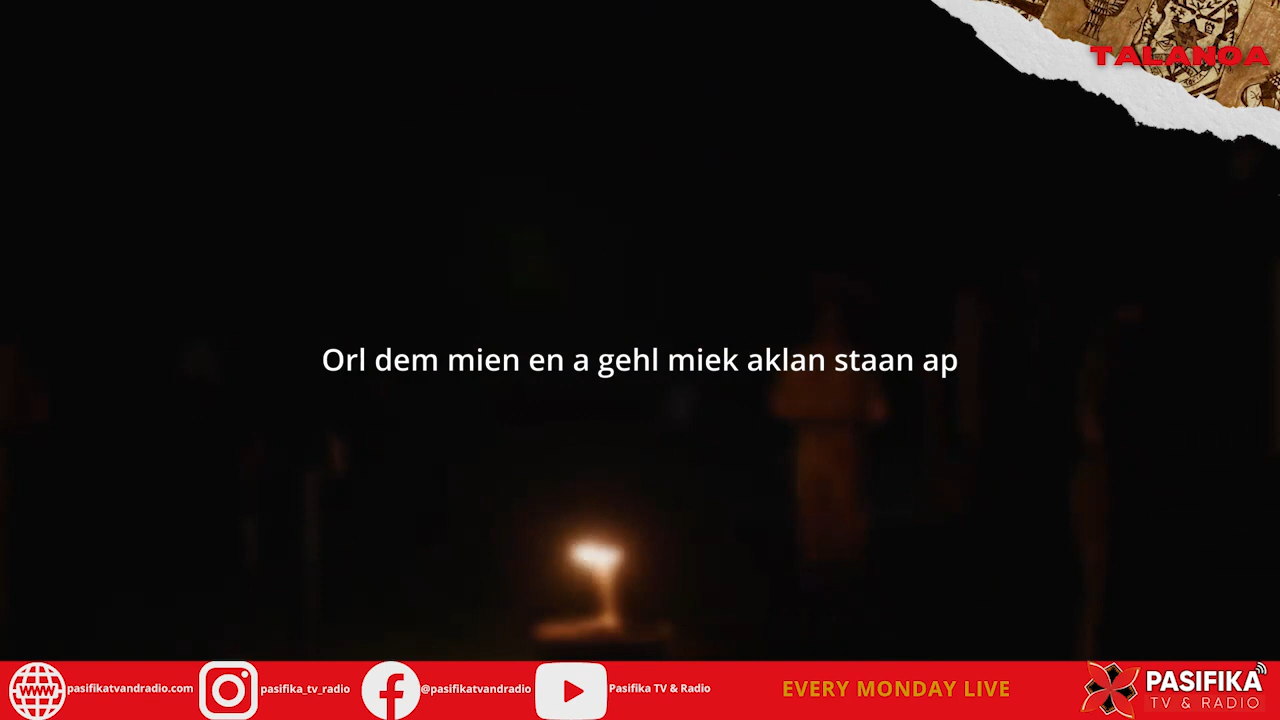 TALANOA
Orl dem mien en a gehl miek aklan staan ap
www
pasifikatvandradio.com
pasifika_tv_radio
@pasifikatvandradio
Pasifika TV & Radio
EVERY MONDAY LIVE
PASIFIKA
TV & RADIO